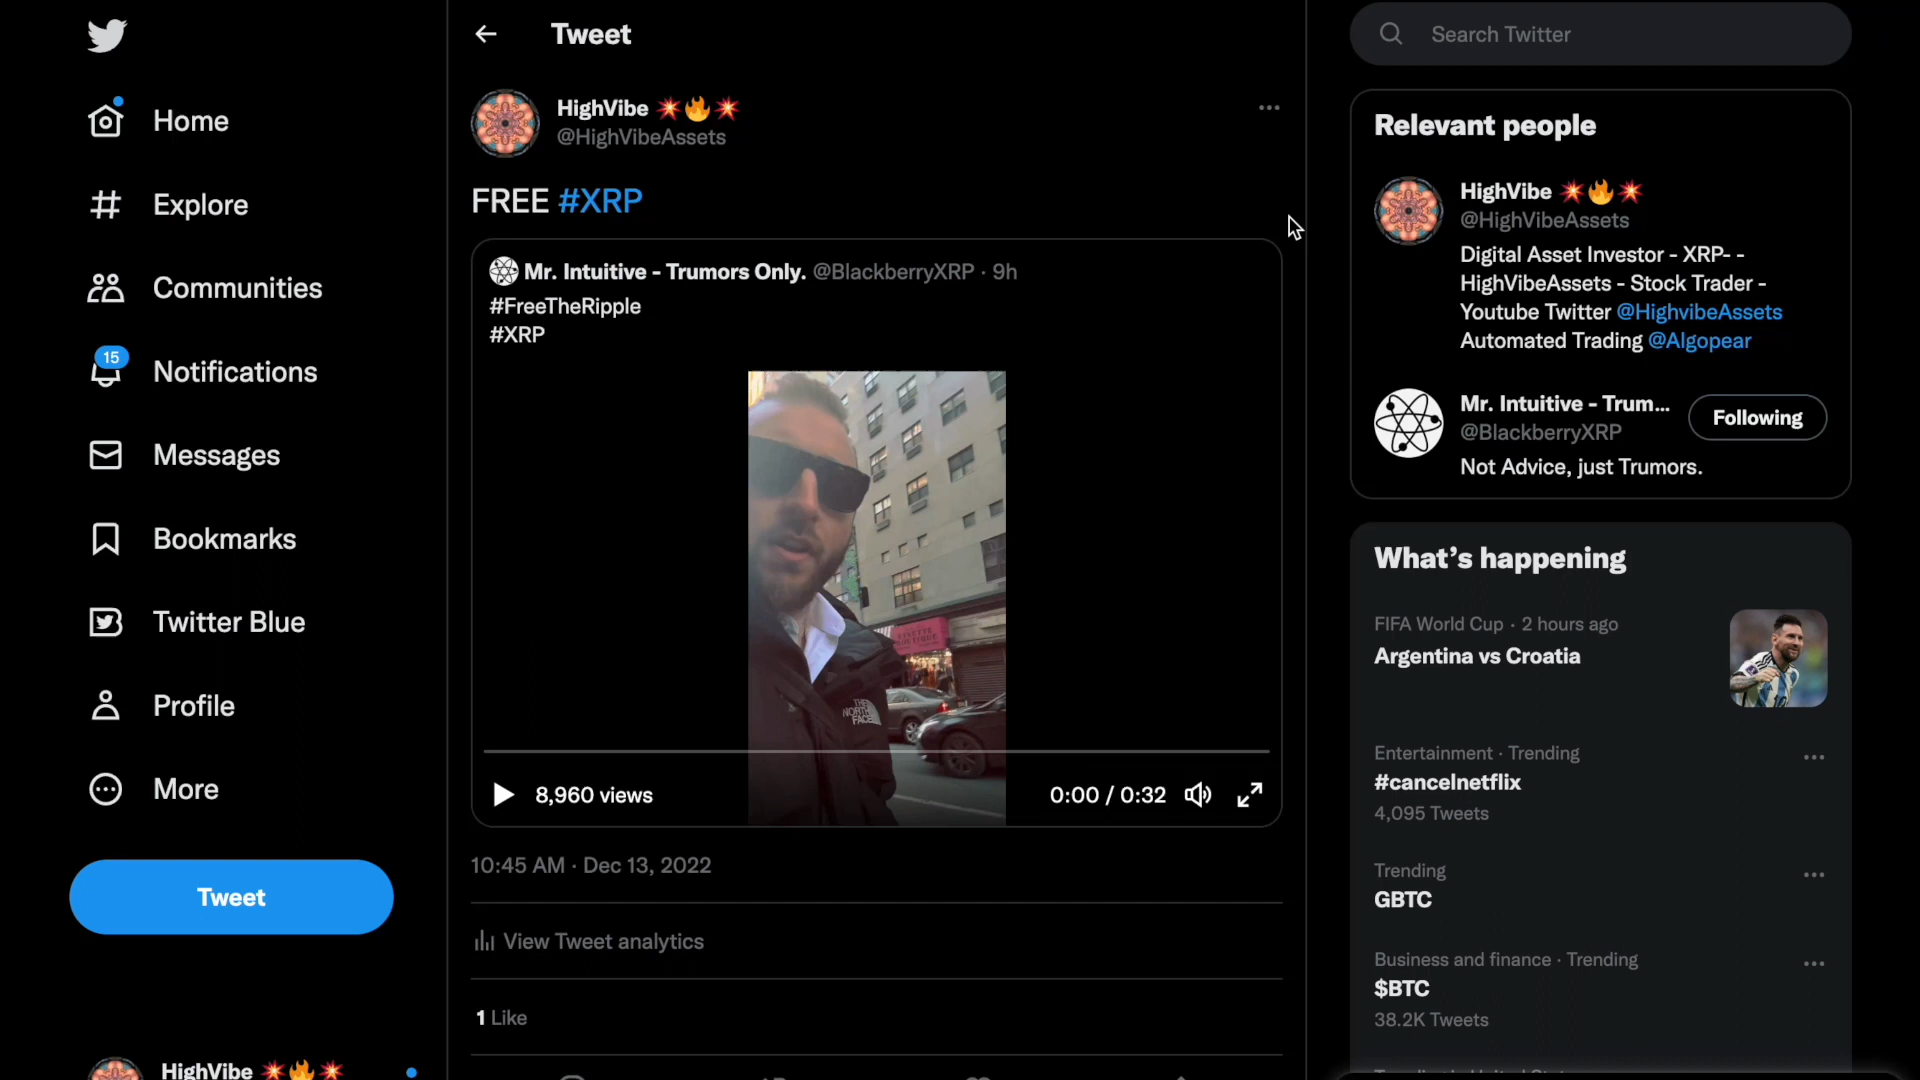 Home
Explore
Communities
15
Notifications
Messages
Bookmarks
Twitter Blue
Profile
More
Tweet
HighVibe 💥🔥💥
Tweet
HighVibe 💥🔥💥
@HighVibeAssets
FREE #XRP
Mr. Intuitive - Trumors Only. @BlackberryXRP · 9h
#FreeTheRipple
#XRP
THE
NORTH
FACE
8,960 views
0:00 / 0:32
10:45 AM · Dec 13, 2022
View Tweet analytics
1 Like
Search Twitter
Relevant people
HighVibe 💥🔥💥
@HighVibeAssets
Digital Asset Investor - XRP- -
HighVibeAssets - Stock Trader -
Youtube Twitter @HighvibeAssets
Automated Trading @Algopear
Mr. Intuitive - Trum...
@BlackberryXRP
Following
Not Advice, just Trumors.
What's happening
FIFA World Cup · 2 hours ago
Argentina vs Croatia
Entertainment · Trending
#cancelnetflix
4,095 Tweets
Trending
GBTC
Business and finance · Trending
$BTC
38.2K Tweets